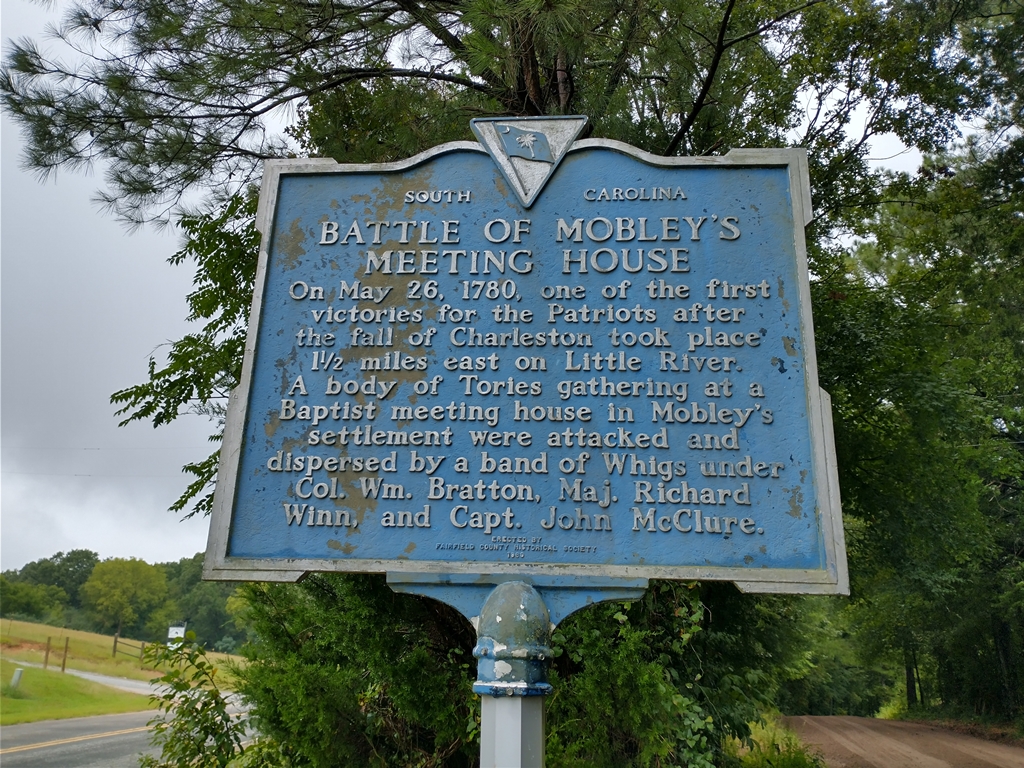 SOUTH CAROLINA
BATTLE OF MOBLEY'S
MEETING HOUSE
On May 26, 1780, one of the first
victories for the Patriots after
the fall of Charleston took place
1½ miles east on Little River.
A body of Tories gathering at a
Baptist meeting house in Mobley's
settlement were attacked and
dispersed by a band of Whigs under
Col. Wm. Bratton, Maj. Richard
Winn, and Capt. John McClure.
ERECTED BY
FAIRFIELD COUNTY HISTORICAL SOCIETY